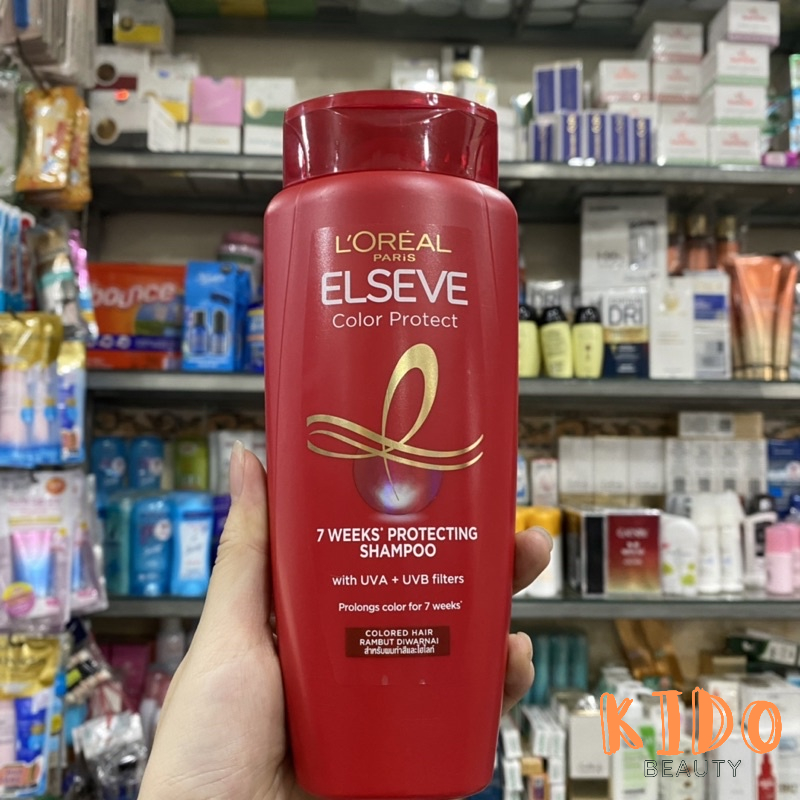 L'ORÉAL
PARIS
ELSEVE
Color Protect
7 WEEKS* PROTECTING
SHAMPOO
with UVA + UVB filters
Prolongs color for 7 weeks*
COLORED HAIR
RAMBUT DIWARNAI
สำหรับผมทำสีและไฮไลท์
bounce
DRI
KIDO
BEAUTY